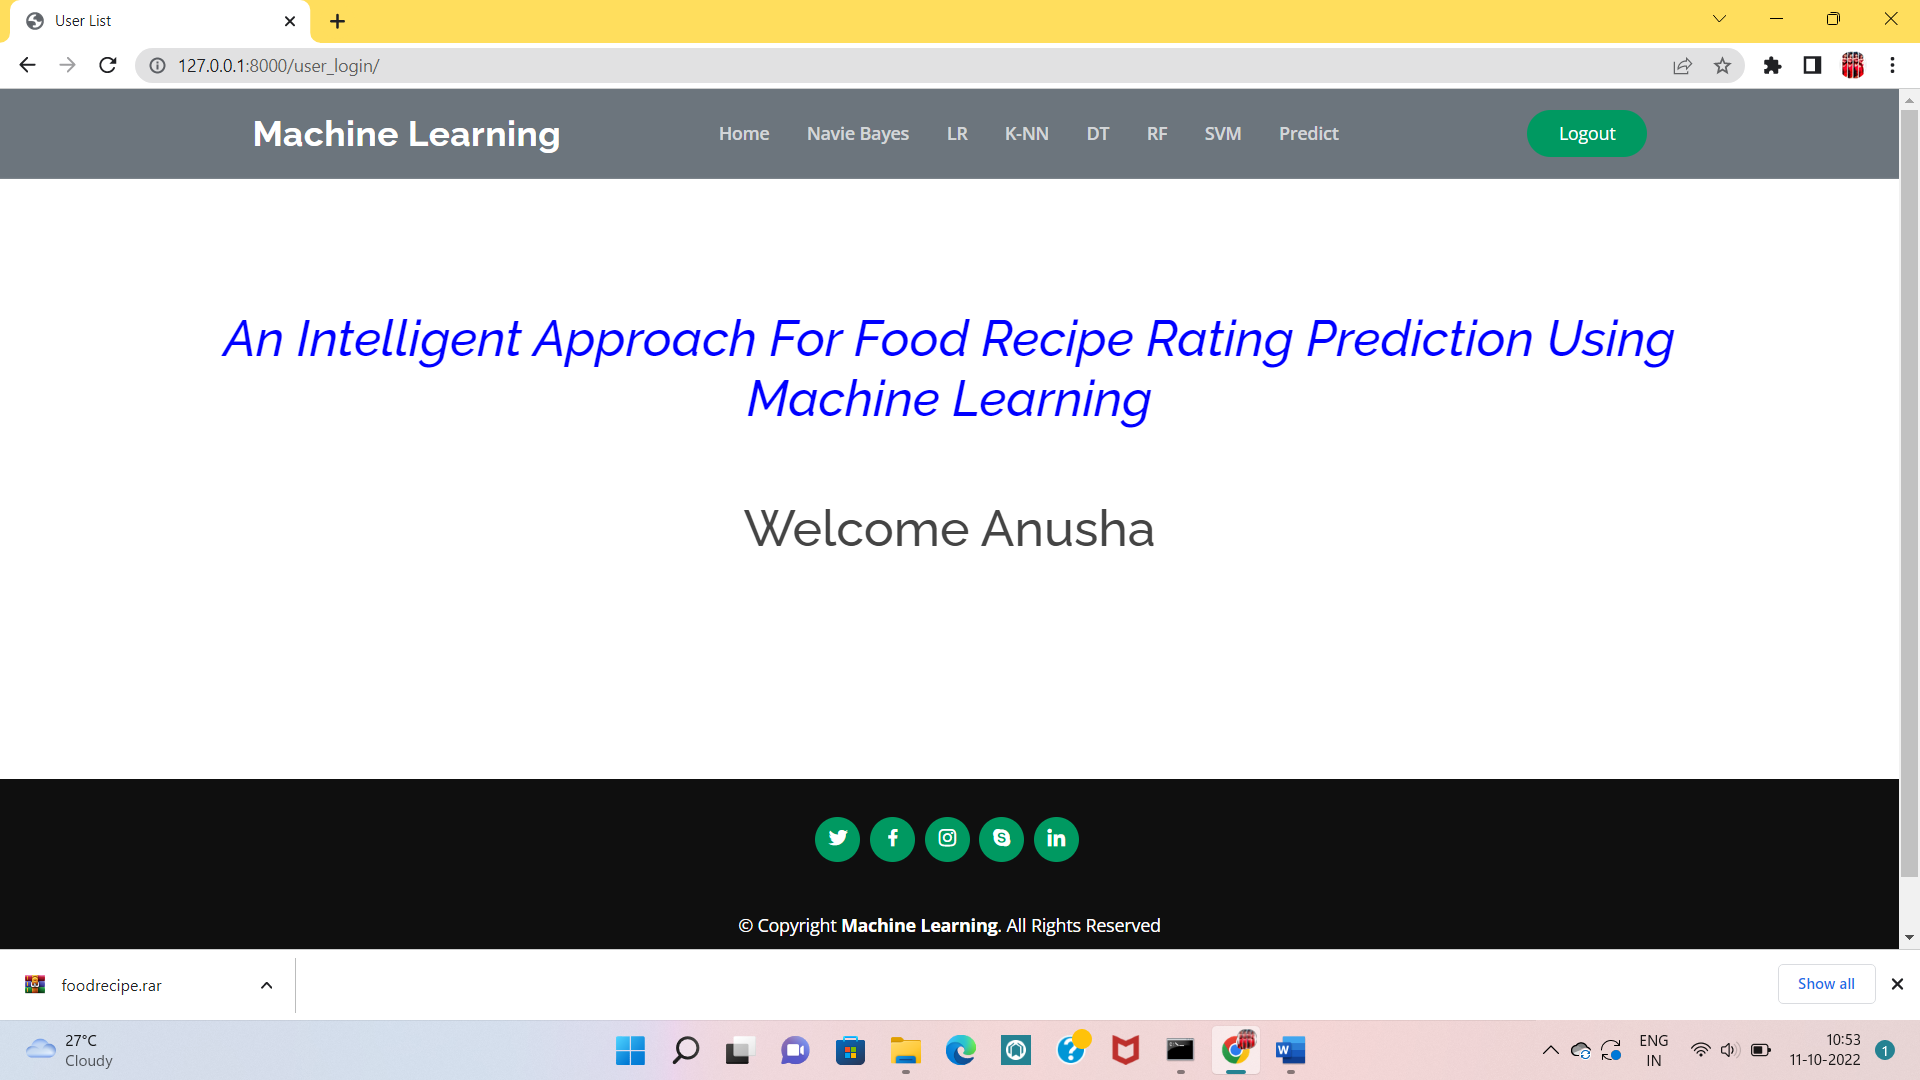 User List
127.0.0.1:8000/user_login/
Machine Learning
Home Navie Bayes LR K-NN DT RF SVM Predict
Logout
An Intelligent Approach For Food Recipe Rating Prediction Using
Machine Learning
Welcome Anusha
© Copyright Machine Learning. All Rights Reserved
foodrecipe.rar
Show all
27°C
Cloudy
ENG
IN
10:53
11-10-2022
1